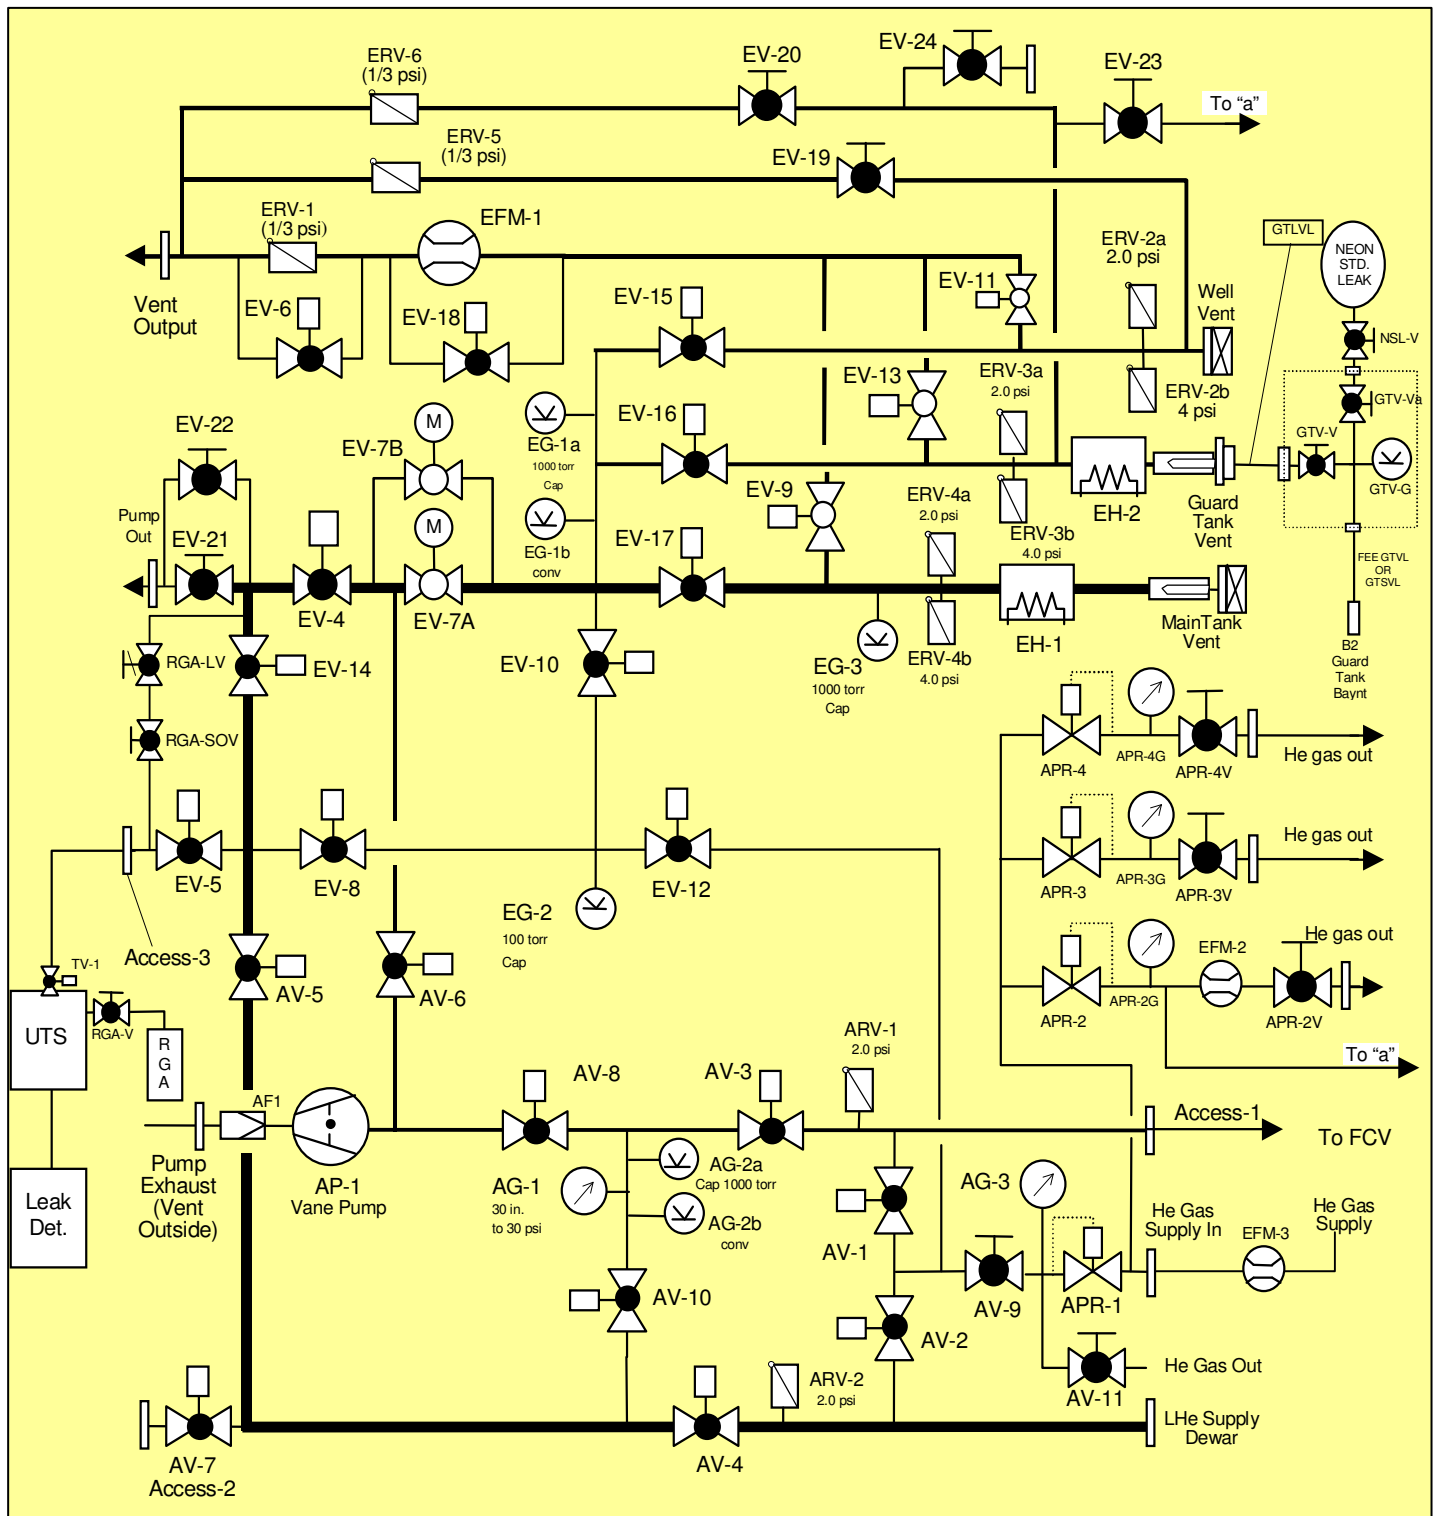 EV-24
EV-20
EV-23
ERV-6
(1/3 psi)
To “a”
ERV-5
(1/3 psi)
EV-19
ERV-1
(1/3 psi)
EFM-1
GTLVL
ERV-2a
2.0 psi
NEON
STD.
LEAK
Vent
Output
EV-6
EV-18
EV-15
EV-11
Well
Vent
NSL-V
EV-13
ERV-3a
2.0 psi
ERV-2b
4 psi
GTV-Va
EV-22
EV-7B
M
EG-1a
1000 torr
Cap
EV-16
GTV-V
GTV-G
EV-9
ERV-4a
2.0 psi
EH-2
Guard
Tank
Vent
Pump
Out
EV-21
M
EG-1b
conv
EV-17
ERV-3b
4.0 psi
FEE GTVL
OR
GTSVL
EV-4
EV-7A
EH-1
MainTank
Vent
RGA-LV
EV-14
EV-10
EG-3
1000 torr
Cap
ERV-4b
4.0 psi
B2
Guard
Tank
Baynt
RGA-SOV
APR-4
APR-4G
APR-4V
He gas out
EV-5
EV-8
EV-12
APR-3
APR-3G
APR-3V
He gas out
EG-2
100 torr
Cap
Access-3
TV-1
AV-5
AV-6
EFM-2
He gas out
APR-2
APR-2G
APR-2V
UTS
RGA-V
R
G
A
To “a”
ARV-1
2.0 psi
AV-8
AV-3
AF1
Access-1
To FCV
Pump
Exhaust
(Vent
Outside)
AP-1
Vane Pump
AG-1
30 in.
to 30 psi
AG-2a
Cap 1000 torr
AG-2b
conv
AG-3
He Gas
Supply In
He Gas
Supply
EFM-3
Leak
Det.
AV-1
AV-10
AV-9
APR-1
AV-2
ARV-2
2.0 psi
AV-11
He Gas Out
AV-7
Access-2
AV-4
LHe Supply
Dewar